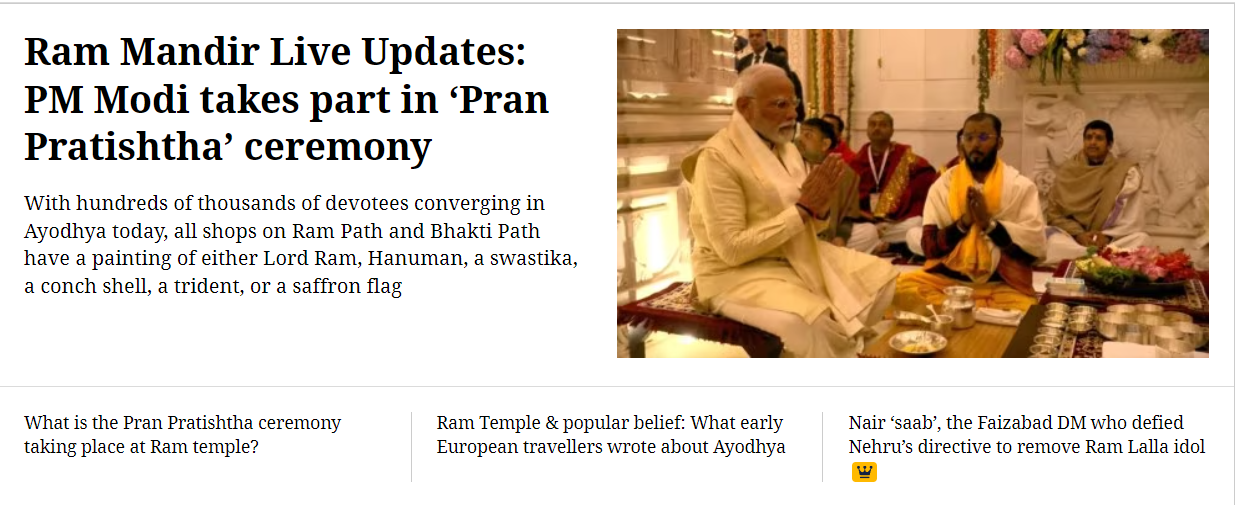 Ram Mandir Live Updates:
PM Modi takes part in ‘Pran
Pratishtha’ ceremony
With hundreds of thousands of devotees converging in
Ayodhya today, all shops on Ram Path and Bhakti Path
have a painting of either Lord Ram, Hanuman, a swastika,
a conch shell, a trident, or a saffron flag
What is the Pran Pratishtha ceremony
taking place at Ram temple?
Ram Temple & popular belief: What early
European travellers wrote about Ayodhya
Nair ‘saab’, the Faizabad DM who defied
Nehru’s directive to remove Ram Lalla idol